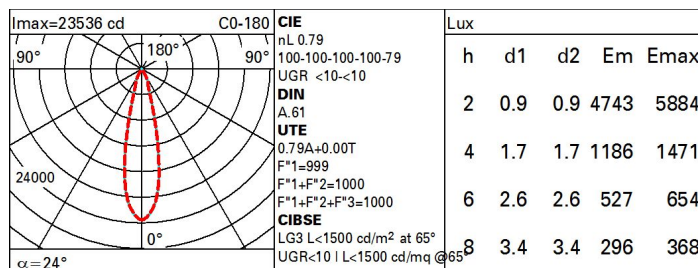 Imax=23536 cd
C0-180
90°
180°
90°
24000
0°
α=24°
CIE
nL 0.79
100-100-100-100-79
UGR <10-<10
DIN
A.61
UTE
0.79A+0.00T
F"1=999
F"1+F"2=1000
F"1+F"2+F"3=1000
CIBSE
LG3 L<1500 cd/m² at 65°
UGR<10 | L<1500 cd/mq @65°
Lux
h d1 d2 Em Emax
2 0.9 0.9 4743 5884
4 1.7 1.7 1186 1471
6 2.6 2.6 527 654
8 3.4 3.4 296 368